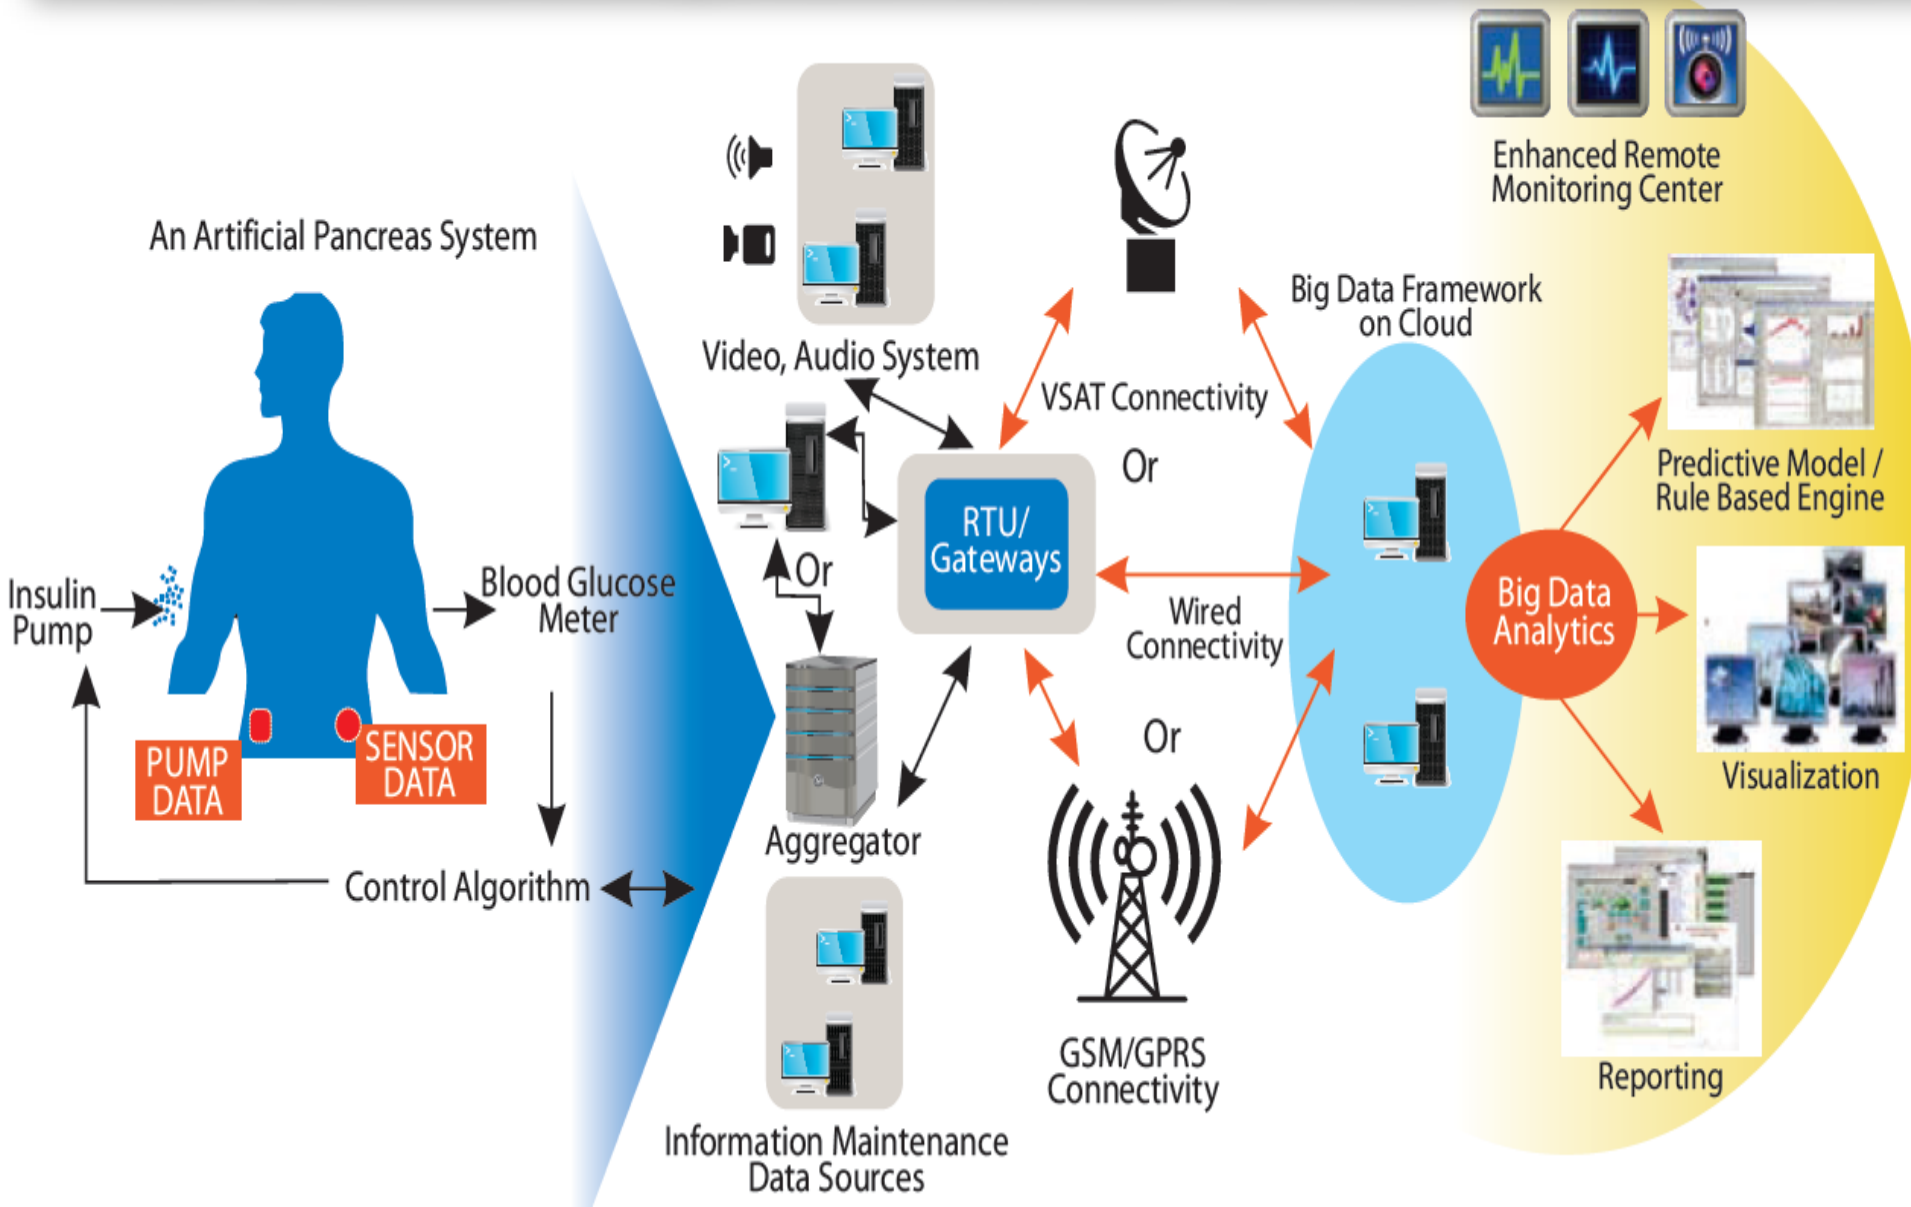 An Artificial Pancreas System
Insulin
Pump
Blood Glucose
Meter
PUMP
DATA
SENSOR
DATA
Control Algorithm
Video, Audio System
Or
Aggregator
Information Maintenance
Data Sources
RTU/
Gateways
VSAT Connectivity
Or
Wired
Connectivity
Or
GSM/GPRS
Connectivity
Big Data Framework
on Cloud
Big Data
Analytics
Enhanced Remote
Monitoring Center
Predictive Model /
Rule Based Engine
Visualization
Reporting